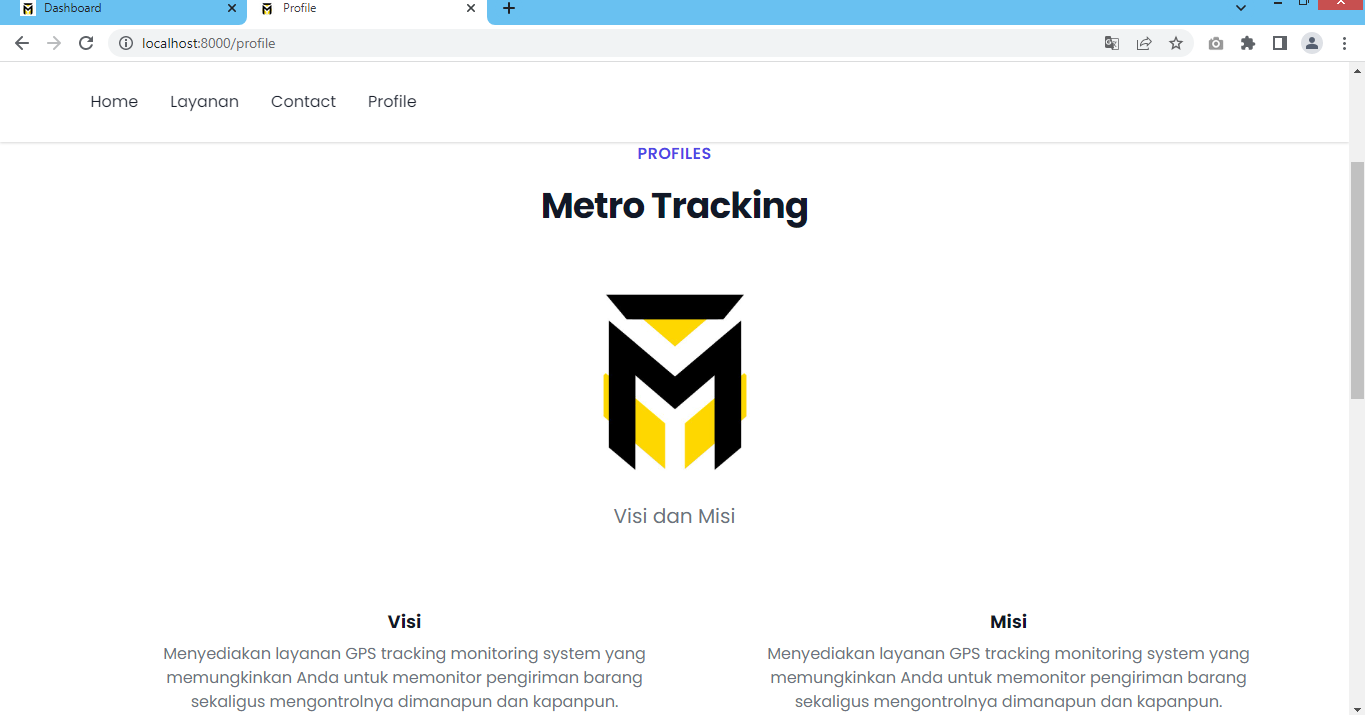 Dashboard
Profile
localhost:8000/profile
Home Layanan Contact Profile
PROFILES
Metro Tracking
Visi dan Misi
Visi
Menyediakan layanan GPS tracking monitoring system yang
memungkinkan Anda untuk memonitor pengiriman barang
sekaligus mengontrolnya dimanapun dan kapanpun.
Misi
Menyediakan layanan GPS tracking monitoring system yang
memungkinkan Anda untuk memonitor pengiriman barang
sekaligus mengontrolnya dimanapun dan kapanpun.